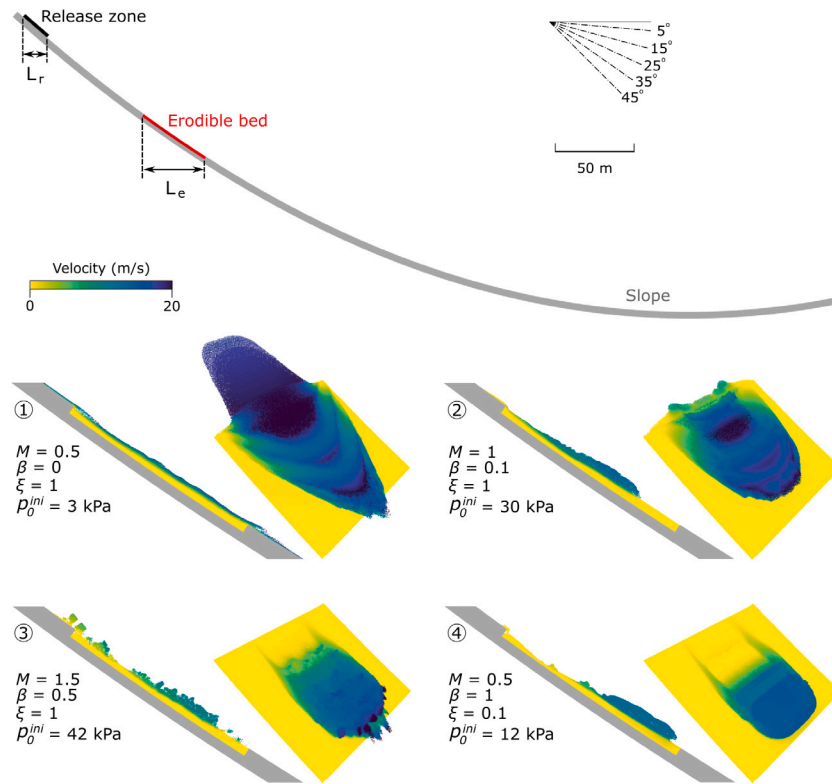 Release zone
L_r
Erodible bed
L_e
5°
15°
25°
35°
45°
50 m
Velocity (m/s)
0 20
Slope
①
M = 0.5
β = 0
ξ = 1
p_0^{ini} = 3 kPa
②
M = 1
β = 0.1
ξ = 1
p_0^{ini} = 30 kPa
③
M = 1.5
β = 0.5
ξ = 1
p_0^{ini} = 42 kPa
④
M = 0.5
β = 1
ξ = 0.1
p_0^{ini} = 12 kPa